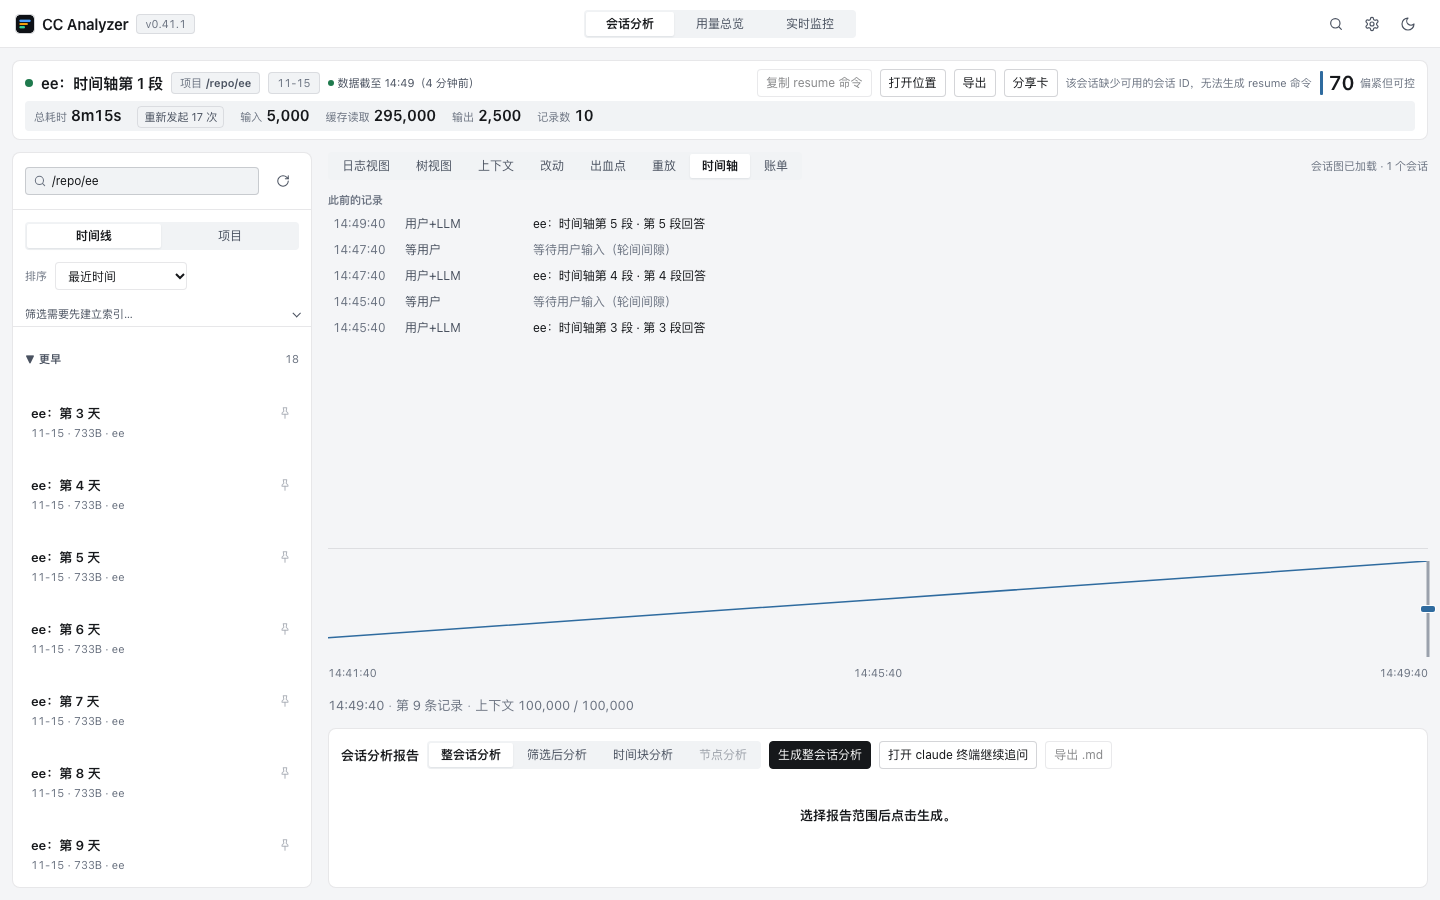 CC Analyzer v0.41.1 会话分析 用量总览 实时监控
ee：时间轴第 1 段 项目 /repo/ee 11-15 数据截至 14:49（4 分钟前） 复制 resume 命令 打开位置 导出 分享卡 该会话缺少可用的会话 ID，无法生成 resume 命令 70 偏紧但可控
总耗时 8m15s 重新发起 17 次 输入 5,000 缓存读取 295,000 输出 2,500 记录数 10
/repo/ee
时间线 项目
排序 最近时间
筛选需要先建立索引...
▼ 更早 18
ee：第 3 天
11-15 · 733B · ee
ee：第 4 天
11-15 · 733B · ee
ee：第 5 天
11-15 · 733B · ee
ee：第 6 天
11-15 · 733B · ee
ee：第 7 天
11-15 · 733B · ee
ee：第 8 天
11-15 · 733B · ee
ee：第 9 天
11-15 · 733B · ee
日志视图 树视图 上下文 改动 出血点 重放 时间轴 账单 会话图已加载 · 1 个会话
此前的记录
14:49:40 用户+LLM ee：时间轴第 5 段 · 第 5 段回答
14:47:40 等用户 等待用户输入（轮间间隙）
14:47:40 用户+LLM ee：时间轴第 4 段 · 第 4 段回答
14:45:40 等用户 等待用户输入（轮间间隙）
14:45:40 用户+LLM ee：时间轴第 3 段 · 第 3 段回答
14:41:40 14:45:40 14:49:40
14:49:40 · 第 9 条记录 · 上下文 100,000 / 100,000
会话分析报告 整会话分析 筛选后分析 时间块分析 节点分析 生成整会话分析 打开 claude 终端继续追问 导出 .md
选择报告范围后点击生成。